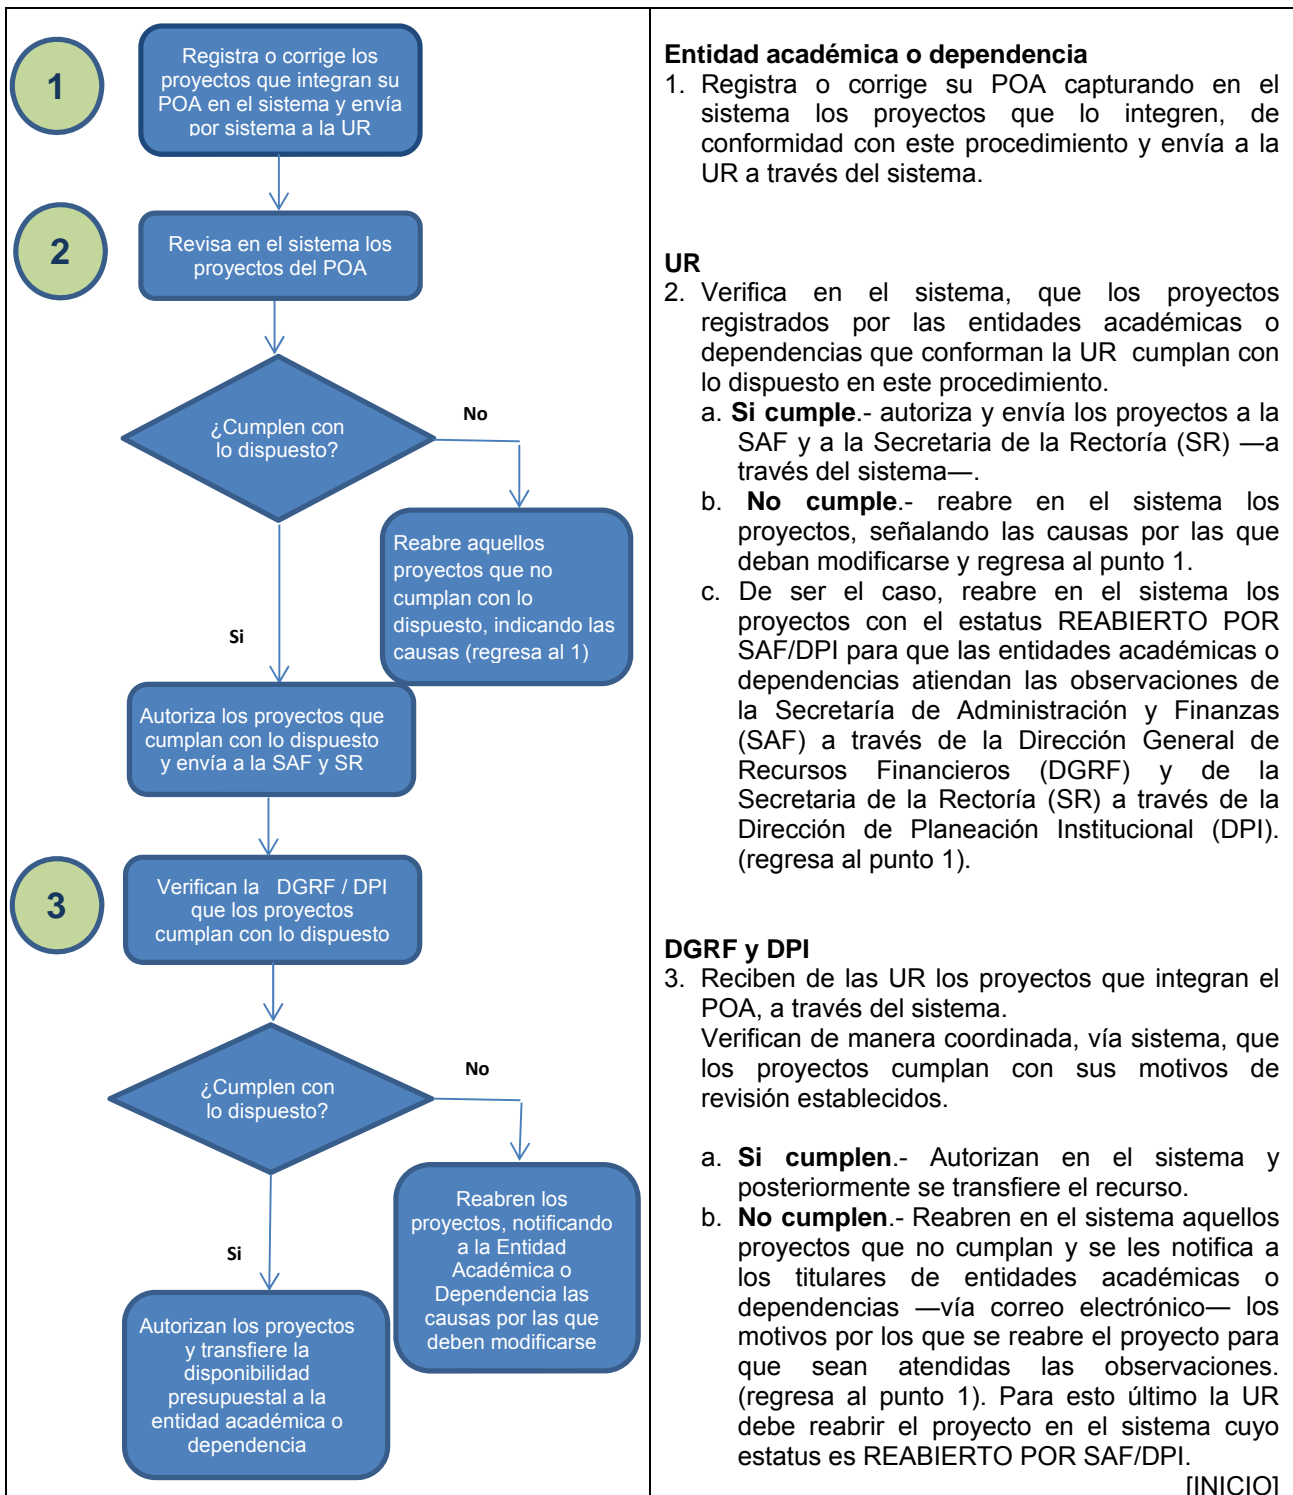 1
Registra o corrige los
proyectos que integran su
POA en el sistema y envía
por sistema a la UR
2
Revisa en el sistema los
proyectos del POA
¿Cumplen con
lo dispuesto?
No
Reabre aquellos
proyectos que no
cumplan con lo
dispuesto, indicando las
causas (regresa al 1)
Si
Autoriza los proyectos que
cumplan con lo dispuesto
y envía a la SAF y SR
3
Verifican la DGRF / DPI
que los proyectos
cumplan con lo dispuesto
¿Cumplen con
lo dispuesto?
No
Reabren los
proyectos, notificando
a la Entidad
Académica o
Dependencia las
causas por las que
deben modificarse
Si
Autorizan los proyectos
y transfiere la
disponibilidad
presupuestal a la
entidad académica o
dependencia
Entidad académica o dependencia
1. Registra o corrige su POA capturando en el
sistema los proyectos que lo integren, de
conformidad con este procedimiento y envía a la
UR a través del sistema.
UR
2. Verifica en el sistema, que los proyectos
registrados por las entidades académicas o
dependencias que conforman la UR cumplan con
lo dispuesto en este procedimiento.
a. Si cumple.- autoriza y envía los proyectos a la
SAF y a la Secretaria de la Rectoría (SR) —a
través del sistema—.
b. No cumple.- reabre en el sistema los
proyectos, señalando las causas por las que
deban modificarse y regresa al punto 1.
c. De ser el caso, reabre en el sistema los
proyectos con el estatus REABIERTO POR
SAF/DPI para que las entidades académicas o
dependencias atiendan las observaciones de
la Secretaría de Administración y Finanzas
(SAF) a través de la Dirección General de
Recursos Financieros (DGRF) y de la
Secretaria de la Rectoría (SR) a través de la
Dirección de Planeación Institucional (DPI).
(regresa al punto 1).
DGRF y DPI
3. Reciben de las UR los proyectos que integran el
POA, a través del sistema.
Verifican de manera coordinada, vía sistema, que
los proyectos cumplan con sus motivos de
revisión establecidos.
a. Si cumplen.- Autorizan en el sistema y
posteriormente se transfiere el recurso.
b. No cumplen.- Reabren en el sistema aquellos
proyectos que no cumplan y se les notifica a
los titulares de entidades académicas o
dependencias —vía correo electrónico— los
motivos por los que se reabre el proyecto para
que sean atendidas las observaciones.
(regresa al punto 1). Para esto último la UR
debe reabrir el proyecto en el sistema cuyo
estatus es REABIERTO POR SAF/DPI.
[INICIO]